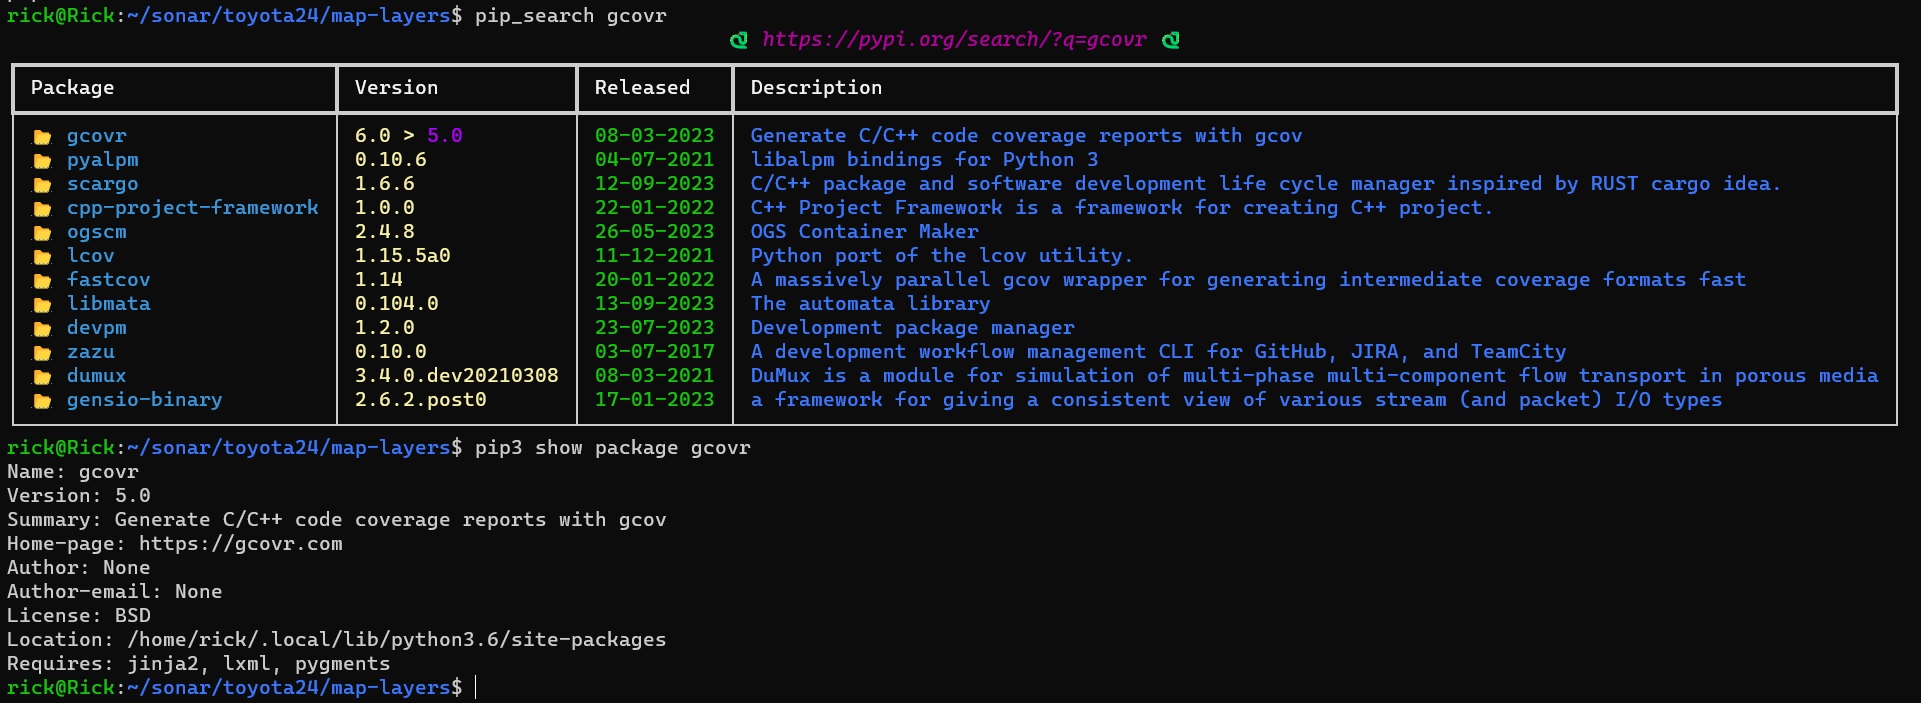 rick@Rick:~/sonar/toyota24/map-layers$ pip_search gcovr
https://pypi.org/search/?q=gcovr
Package Version Released Description
gcovr 6.0 > 5.0 08-03-2023 Generate C/C++ code coverage reports with gcov
pyalpm 0.10.6 04-07-2021 libalpm bindings for Python 3
scargo 1.6.6 12-09-2023 C/C++ package and software development life cycle manager inspired by RUST cargo idea.
cpp-project-framework 1.0.0 22-01-2022 C++ Project Framework is a framework for creating C++ project.
ogscm 2.4.8 26-05-2023 OGS Container Maker
lcov 1.15.5a0 11-12-2021 Python port of the lcov utility.
fastcov 1.14 20-01-2022 A massively parallel gcov wrapper for generating intermediate coverage formats fast
libmata 0.104.0 13-09-2023 The automata library
devpm 1.2.0 23-07-2023 Development package manager
zazu 0.10.0 03-07-2017 A development workflow management CLI for GitHub, JIRA, and TeamCity
dumux 3.4.0.dev20210308 08-03-2021 DuMux is a module for simulation of multi-phase multi-component flow transport in porous media
gensio-binary 2.6.2.post0 17-01-2023 a framework for giving a consistent view of various stream (and packet) I/O types
rick@Rick:~/sonar/toyota24/map-layers$ pip3 show package gcovr
Name: gcovr
Version: 5.0
Summary: Generate C/C++ code coverage reports with gcov
Home-page: https://gcovr.com
Author: None
Author-email: None
License: BSD
Location: /home/rick/.local/lib/python3.6/site-packages
Requires: jinja2, lxml, pygments
rick@Rick:~/sonar/toyota24/map-layers$